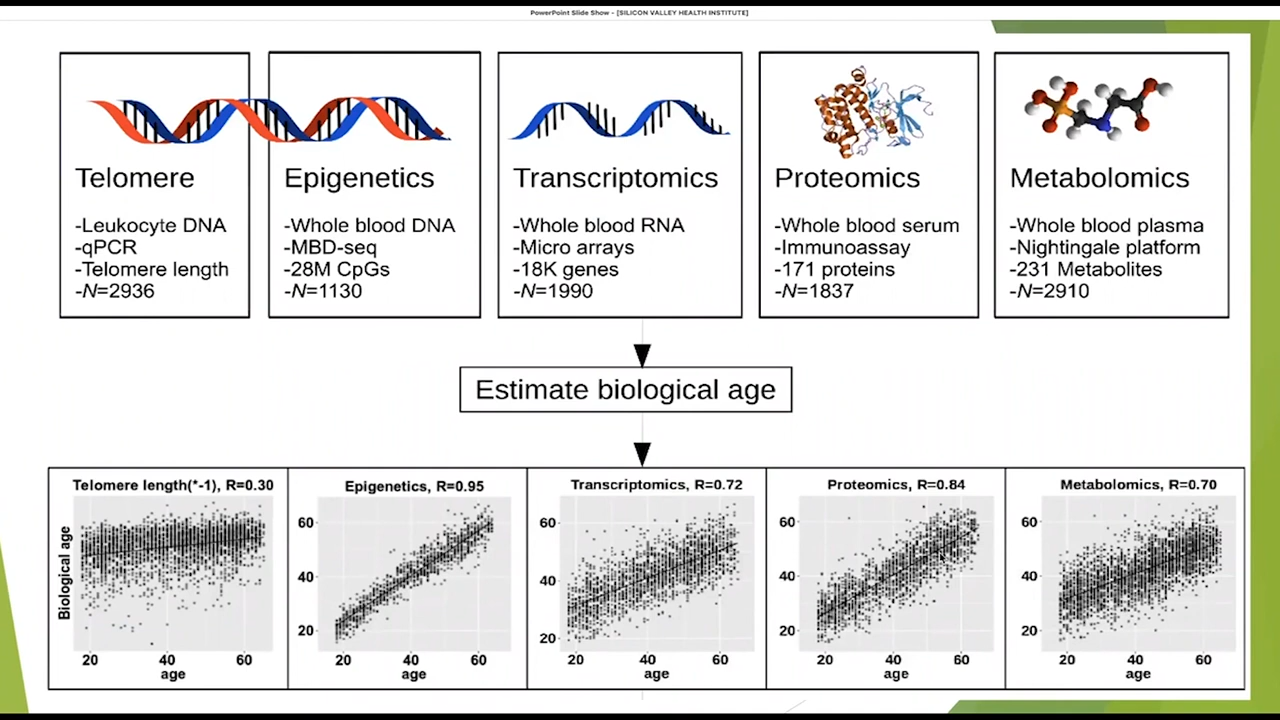 PowerPoint Slide Show - [SILICON VALLEY HEALTH INSTITUTE]
Telomere
-Leukocyte DNA
-qPCR
-Telomere length
-N=2936
Epigenetics
-Whole blood DNA
-MBD-seq
-28M CpGs
-N=1130
Transcriptomics
-Whole blood RNA
-Micro arrays
-18K genes
-N=1990
Proteomics
-Whole blood serum
-Immunoassay
-171 proteins
-N=1837
Metabolomics
-Whole blood plasma
-Nightingale platform
-231 Metabolites
-N=2910
Estimate biological age
Telomere length(*-1), R=0.30
Biological age
20 40 60
age
Epigenetics, R=0.95
60
40
20
20 40 60
age
Transcriptomics, R=0.72
60
40
20
20 40 60
age
Proteomics, R=0.84
60
40
20
20 40 60
age
Metabolomics, R=0.70
60
40
20
20 40 60
age